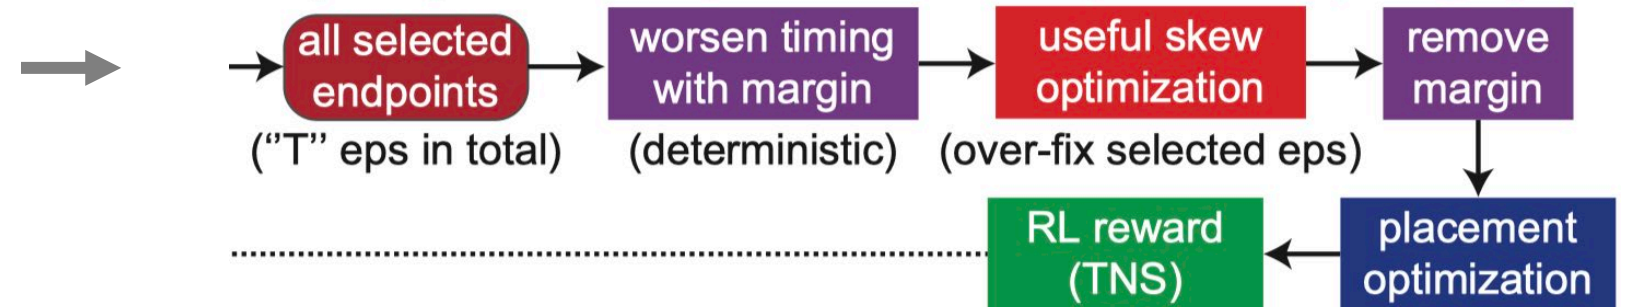 all selected
endpoints
("T" eps in total)
worsen timing
with margin
(deterministic)
useful skew
optimization
(over-fix selected eps)
remove
margin
placement
optimization
RL reward
(TNS)